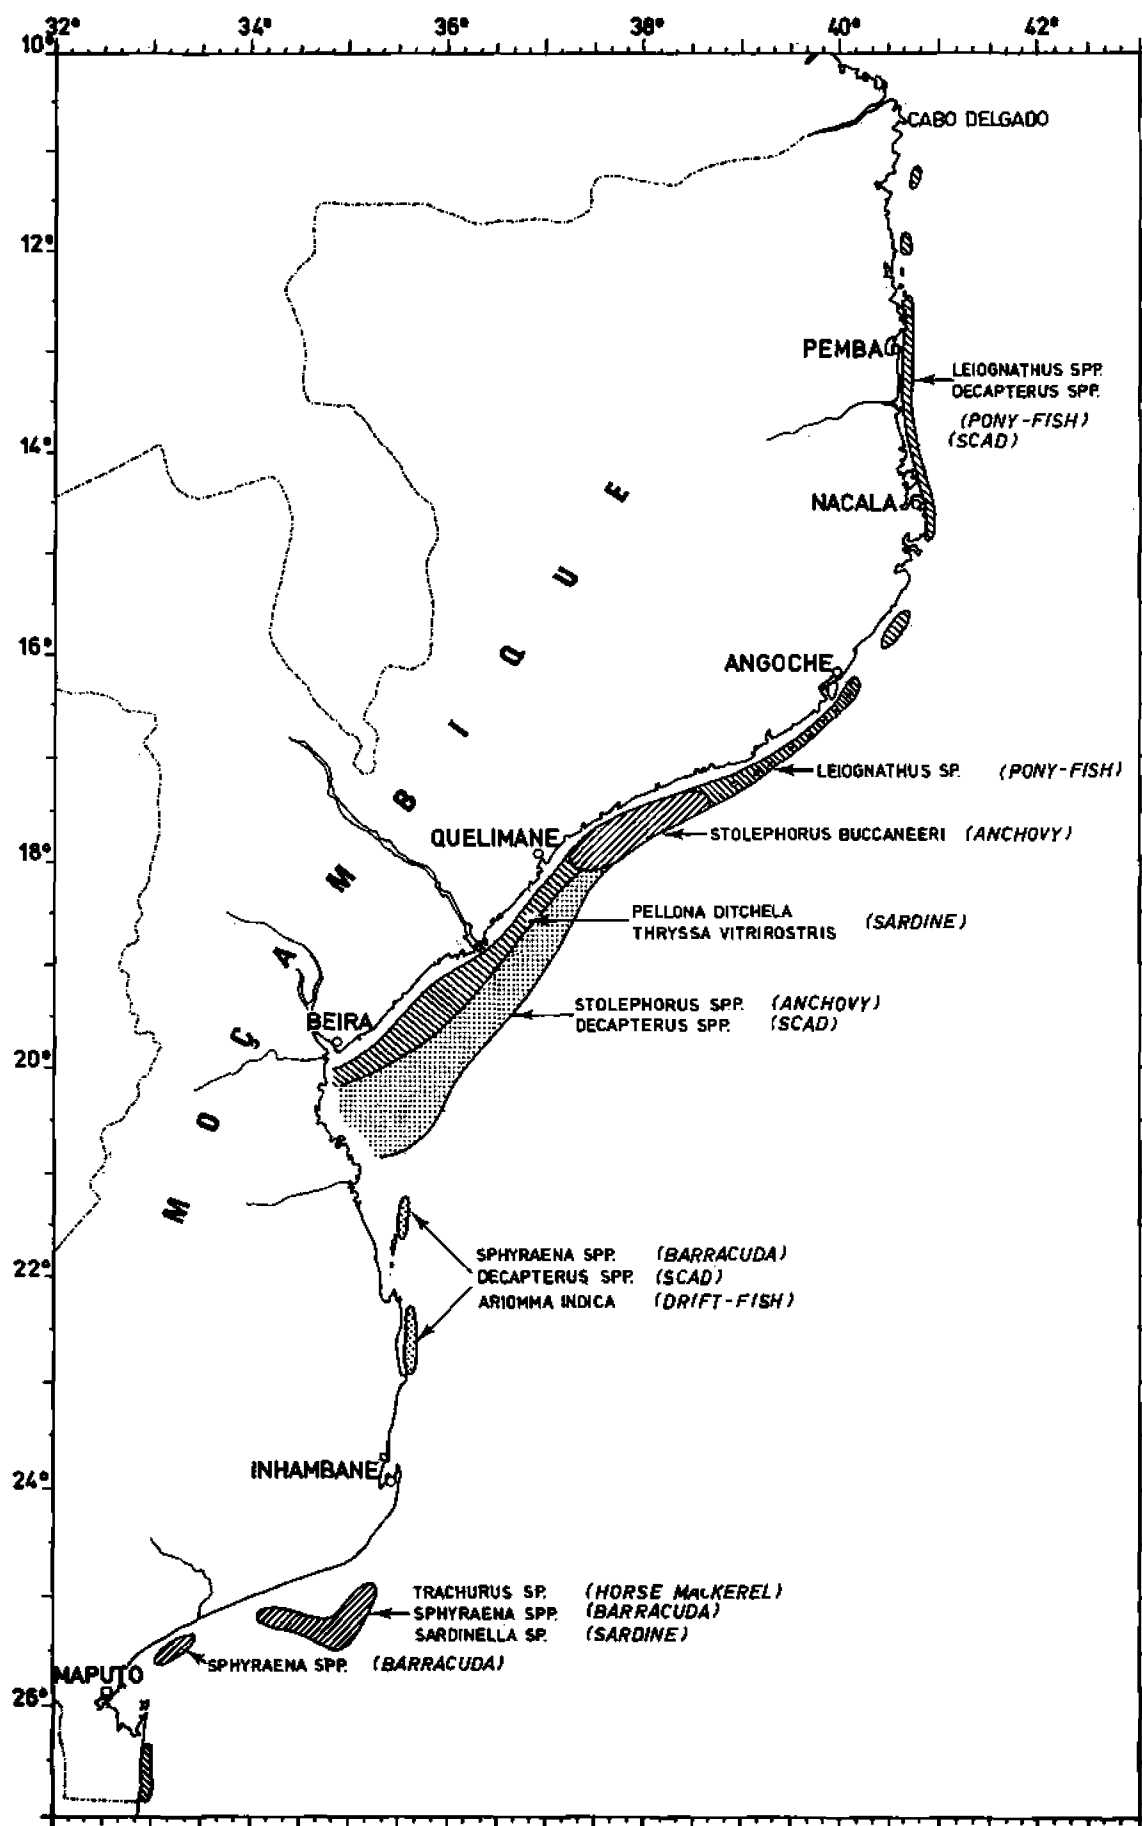 32° 34° 36° 38° 40° 42°
10°
CABO DELGADO
12°
PEMBA
LEIOGNATHUS SPP.
DECAPTERUS SPP.
(PONY-FISH)
(SCAD)
14°
NACALA
16°
ANGOCHE
LEIOGNATHUS SP. (PONY-FISH)
STOLEPHORUS BUCCANEERI (ANCHOVY)
QUELIMANE
18°
PELLONA DITCHELA
THRYSSA VITRIROSTRIS (SARDINE)
STOLEPHORUS SPP. (ANCHOVY)
DECAPTERUS SPP. (SCAD)
BEIRA
20°
MOÇAMBIQUE
SPHYRAENA SPP. (BARRACUDA)
DECAPTERUS SPP. (SCAD)
ARIOMMA INDICA (DRIFT-FISH)
22°
INHAMBANE
24°
TRACHURUS SP. (HORSE MACKEREL)
SPHYRAENA SPP. (BARRACUDA)
SARDINELLA SP. (SARDINE)
SPHYRAENA SPP. (BARRACUDA)
MAPUTO
26°